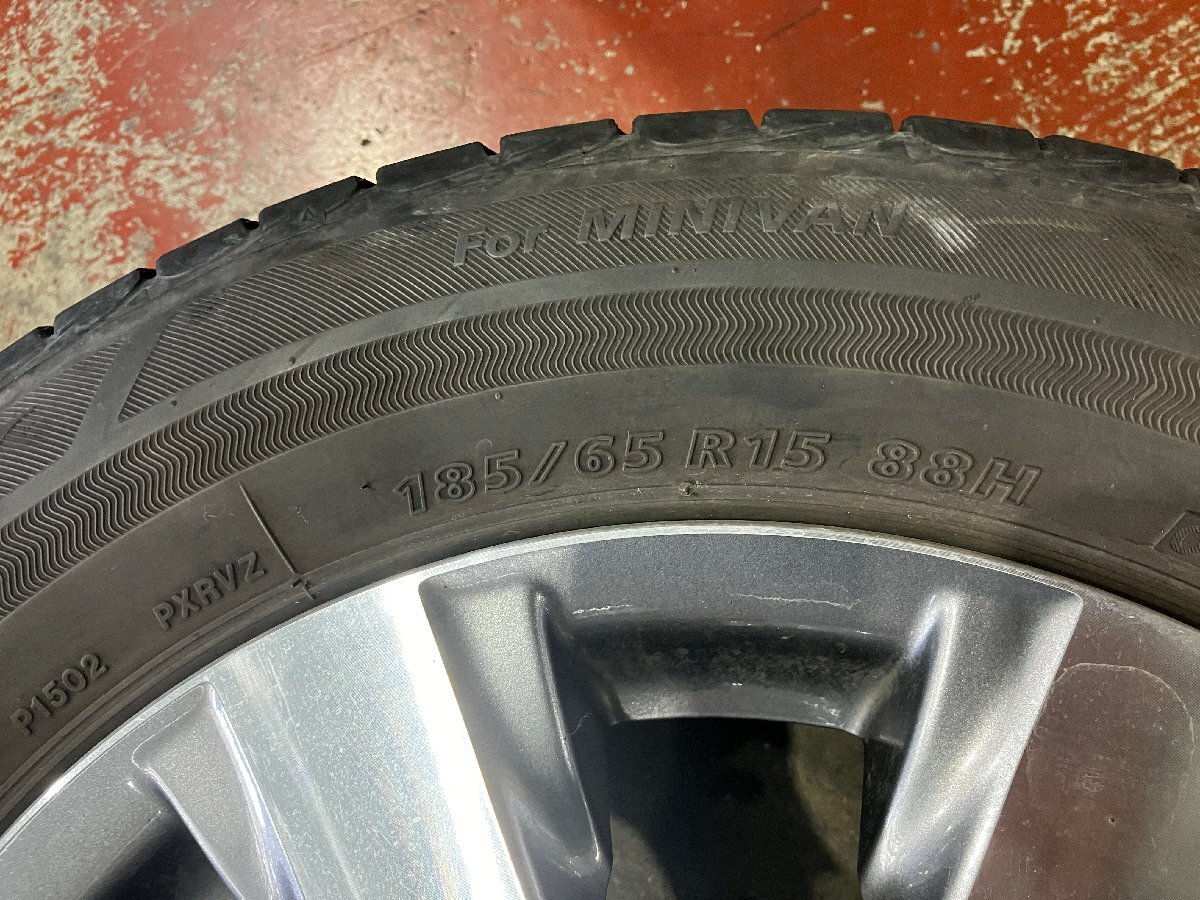 For MINIVAN
185/65 R15 88H
PXRVZ
P1502